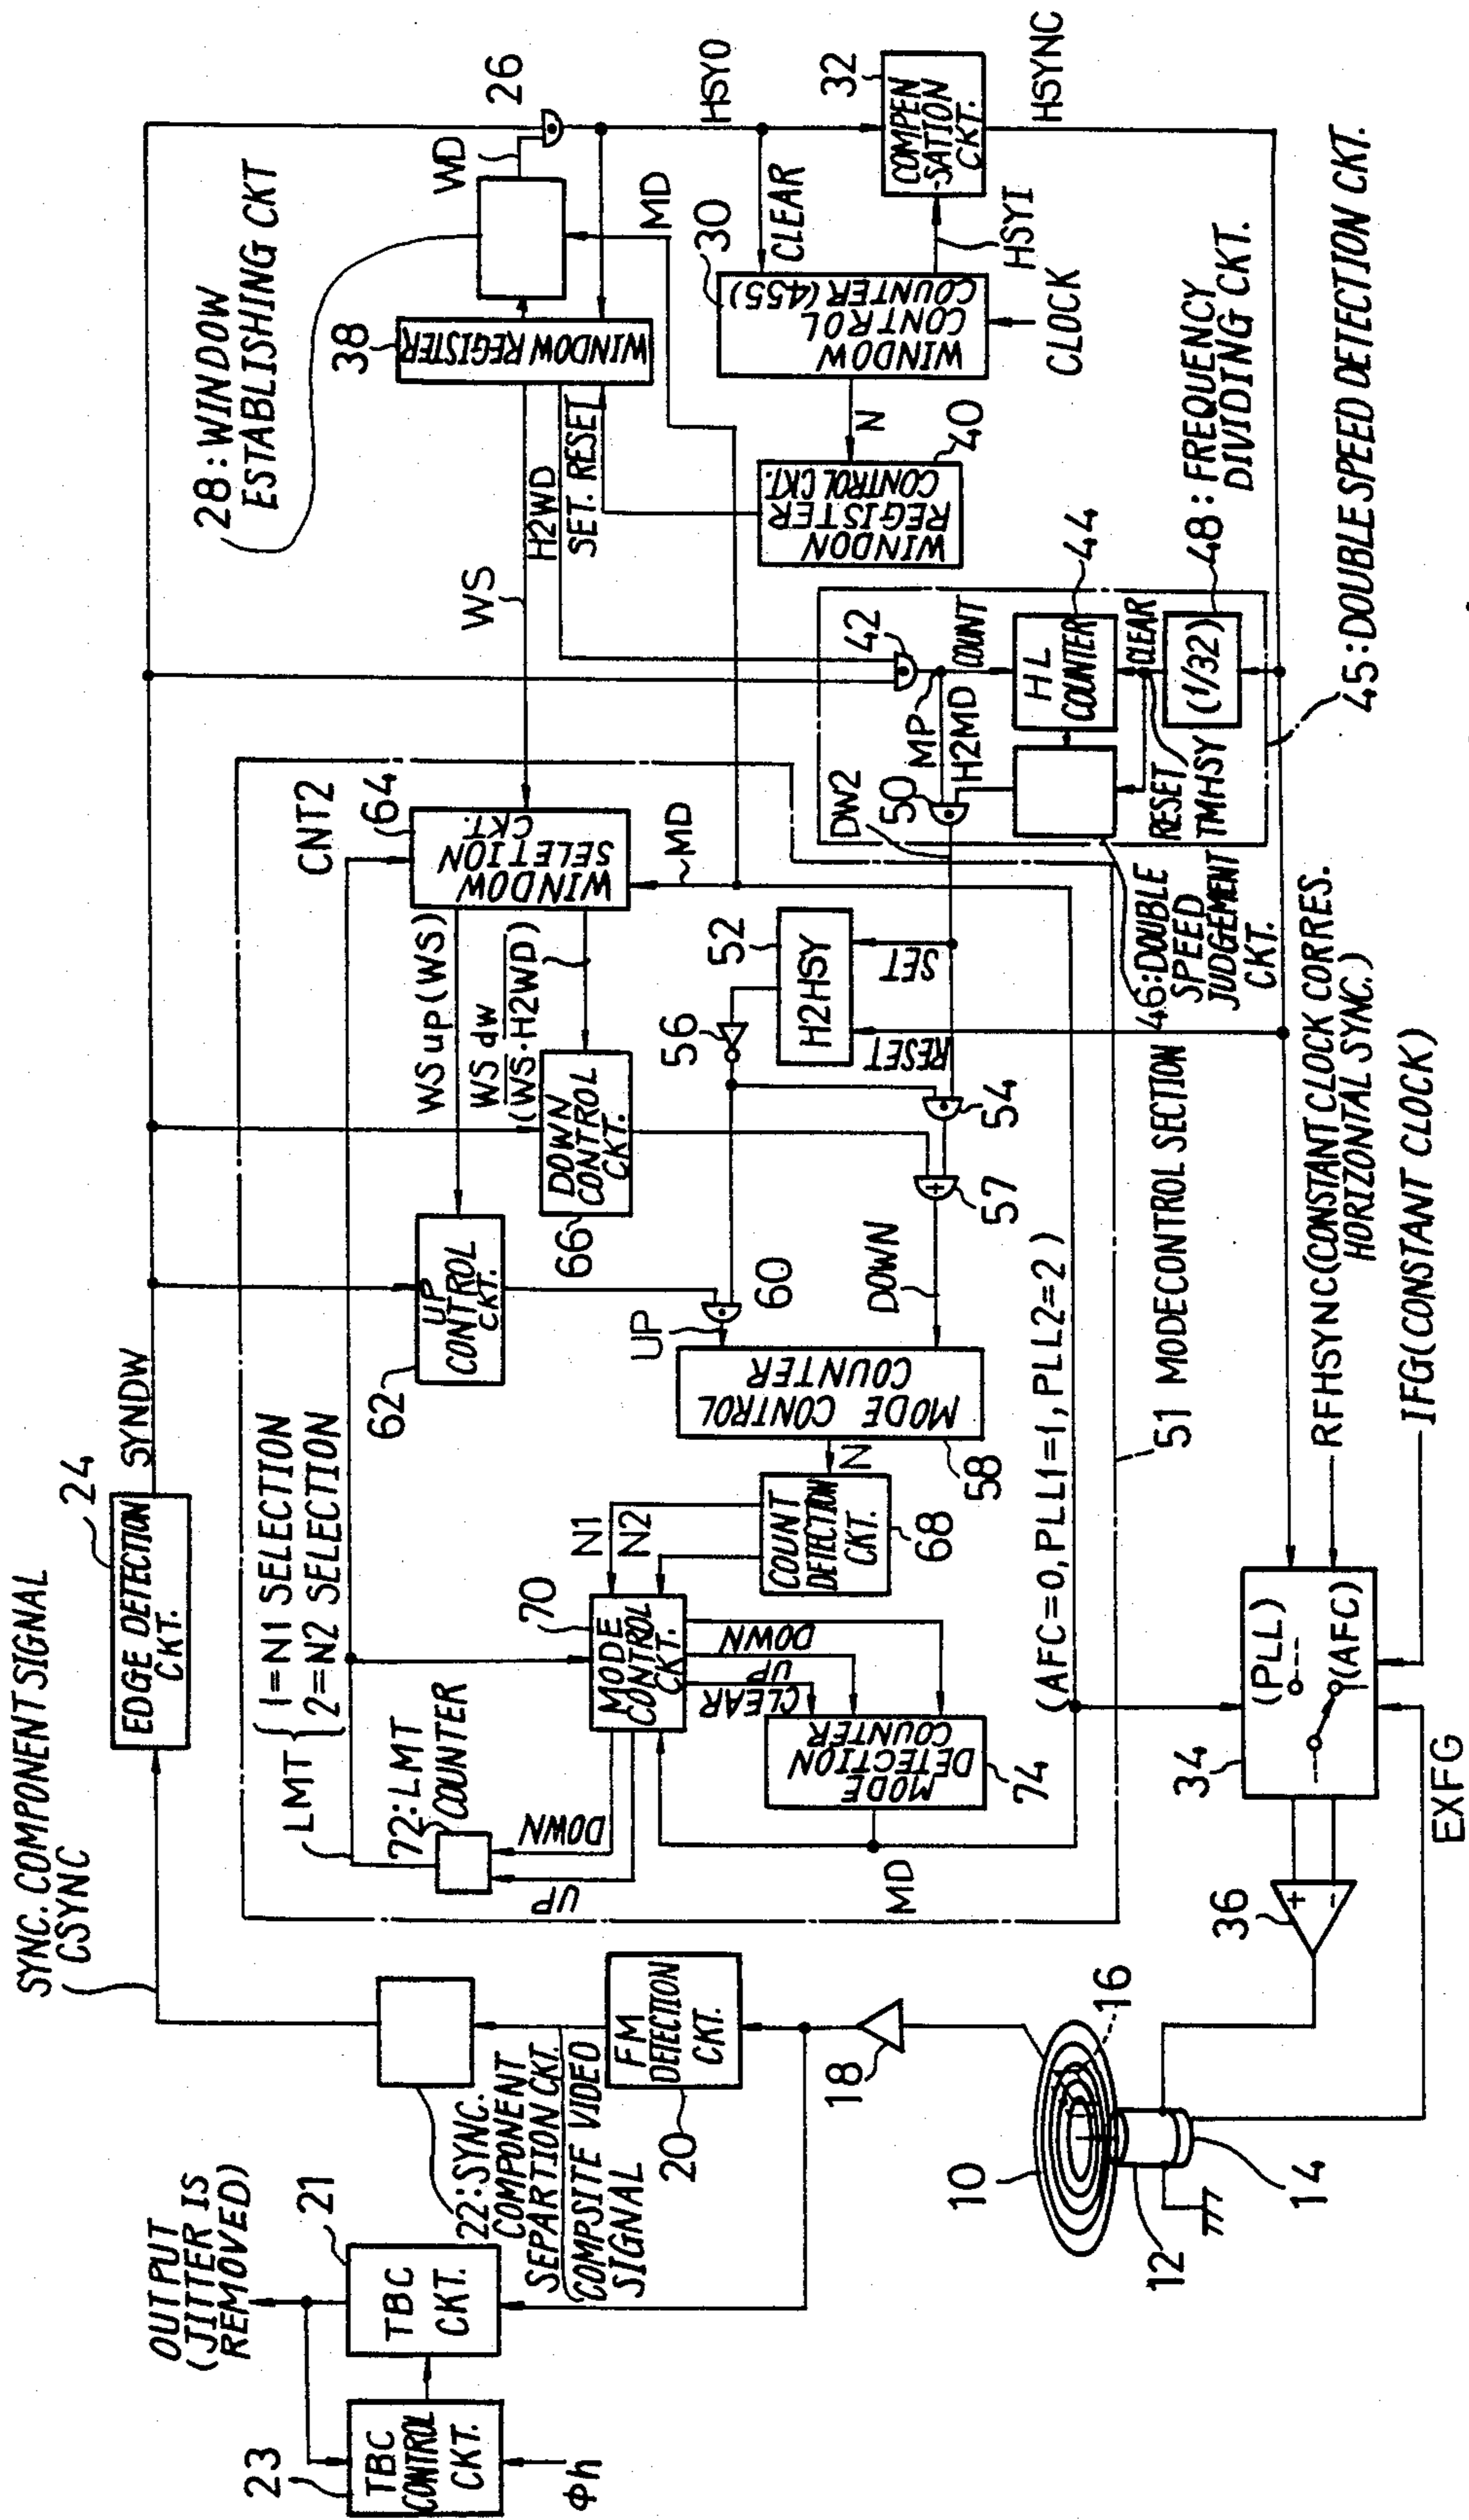 OUTPUT
(JITTER IS
REMOVED)
21
TBC
CKT.
23
TBC
CONTROL
CKT.
Φh
SYNC. COMPONENT SIGNAL
CSYNC
22:SYNC.
COMPONENT
SEPARTION CKT.
COMPSITE VIDEO
SIGNAL
FM
DETECTION
CKT.
20
18
10
16
12
14
24
EDGE DETECTION
CKT.
SYNDW
LMT
1=N1 SELECTION
2=N2 SELECTION
72:LMT
COUNTER
UP
DOWN
70
MODE
CONTROL
CKT.
N1
N2
CLEAR
UP
DOWN
MODE
DETECTION
COUNTER
74
MD
COUNT
DETECTION
CKT.
68
N
MODE CONTROL
COUNTER
58
UP
60
DOWN
57
54
62
UP
CONTROL
CKT.
66
DOWN
CONTROL
CKT.
WS up (WS)
WS dw
(WS·H2WD)
CNT2
64
WINDOW
SELETION
CKT.
MD
56
52
H2HSY
SET
RESET
(AFC=0, PLL1=1, PLL2=2)
51 MODECONTROL SECTION
WS
H2WD
SET. RESET
28:WINDOW
ESTABLISHING CKT
38
WINDOW REGISTER
WD
26
MD
HSYO
CLEAR
30
WINDOW
CONTROL
COUNTER (455)
CLOCK
HSYI
32
COMPEN
-SATION
CKT.
HSYNC
N
40
WINDOW
REGISTER
CONTROL CKT.
42
MP
COUNT
H2MD
DW2
50
HL
COUNTER
44
CLEAR
(1/32)
RESET
TMHSY
48:FREQUENCY
DIVIDING CKT.
45:DOUBLE SPEED DETECTION CKT.
46:DOUBLE
SPEED
JUDGEMENT
CKT.
RFHSYNC(CONSTANT CLOCK CORRES.
HORIZONTAL SYNC.)
IFG(CONSTANT CLOCK)
34
(PLL)
(AFC)
36
+
-
EXFG